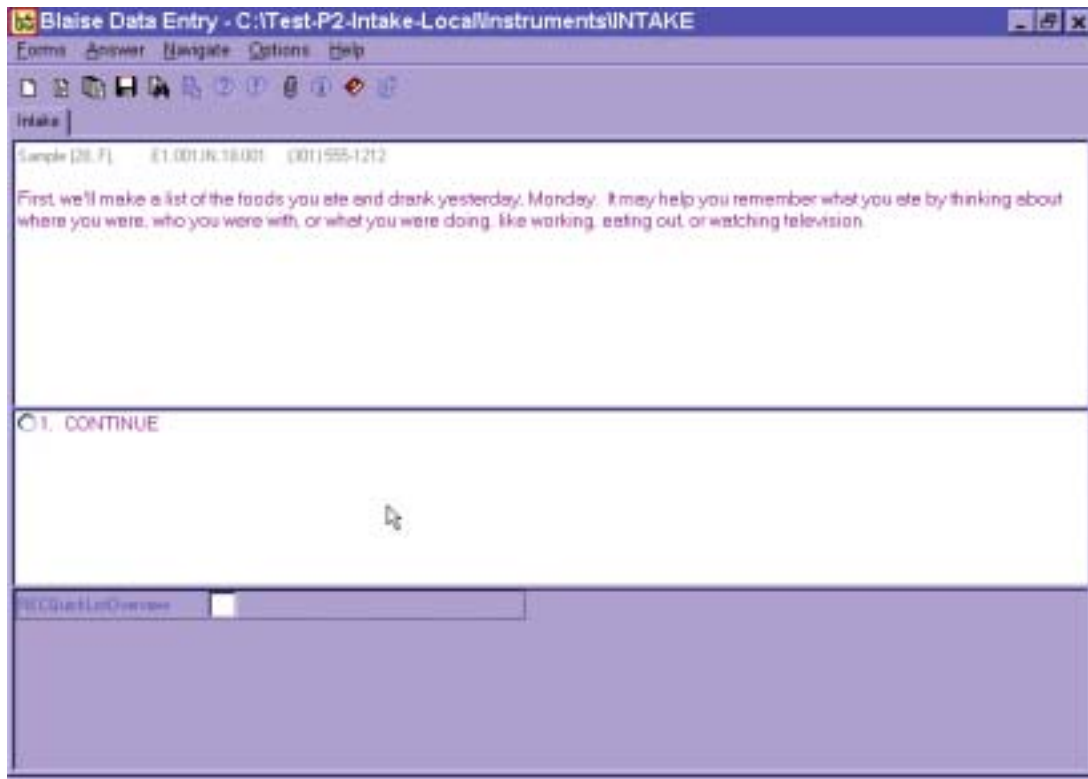 Blaise Data Entry - C:\Test-P2-Intake-Local\Instruments\INTAKE
Forms Answer Navigate Options Help
Intake
Sample (28, F), E1.001.IN.18.001 (301) 555-1212
First, we'll make a list of the foods you ate and drank yesterday, Monday. It may help you remember what you ate by thinking about
where you were, who you were with, or what you were doing, like working, eating out, or watching television.
1. CONTINUE